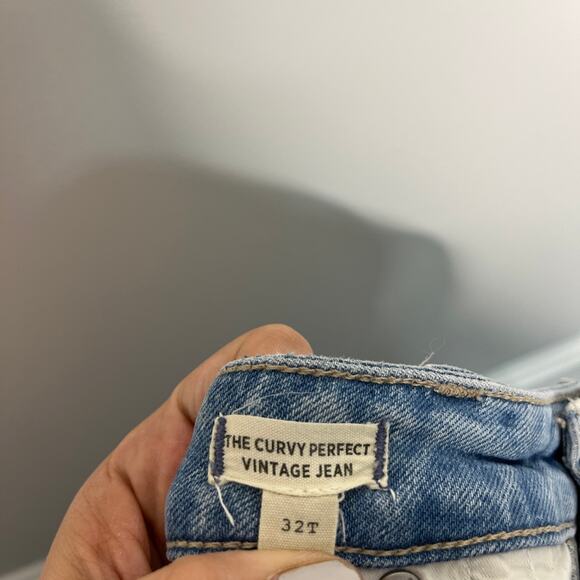 THE CURVY PERFECT
VINTAGE JEAN
32T